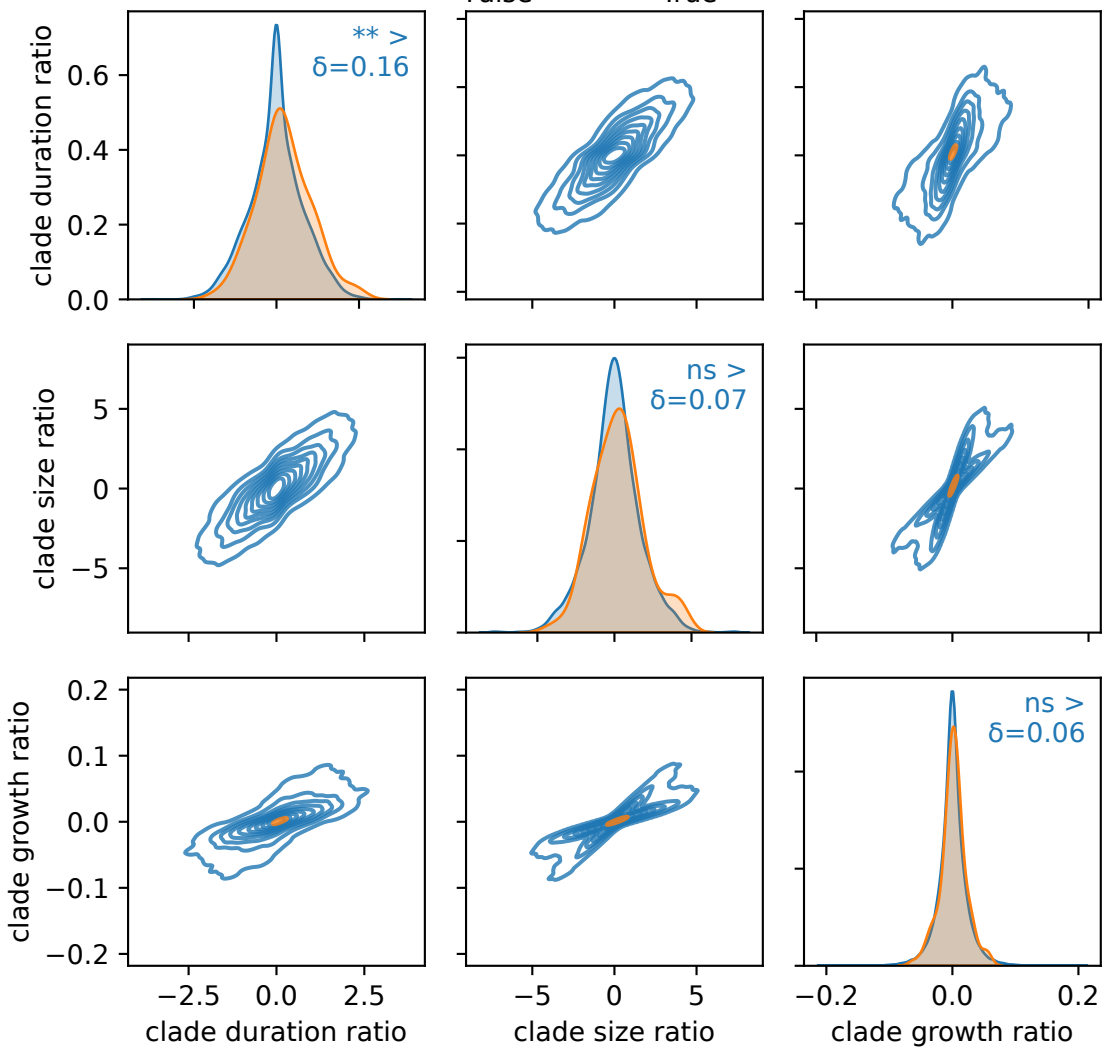 clade duration ratio
0.6
0.4
0.2
0.0
** >
δ=0.16
clade size ratio
5
0
−5
ns >
δ=0.07
clade growth ratio
0.2
0.1
0.0
−0.1
−0.2
ns >
δ=0.06
−2.5 0.0 2.5
clade duration ratio
−5 0 5
clade size ratio
−0.2 0.0 0.2
clade growth ratio